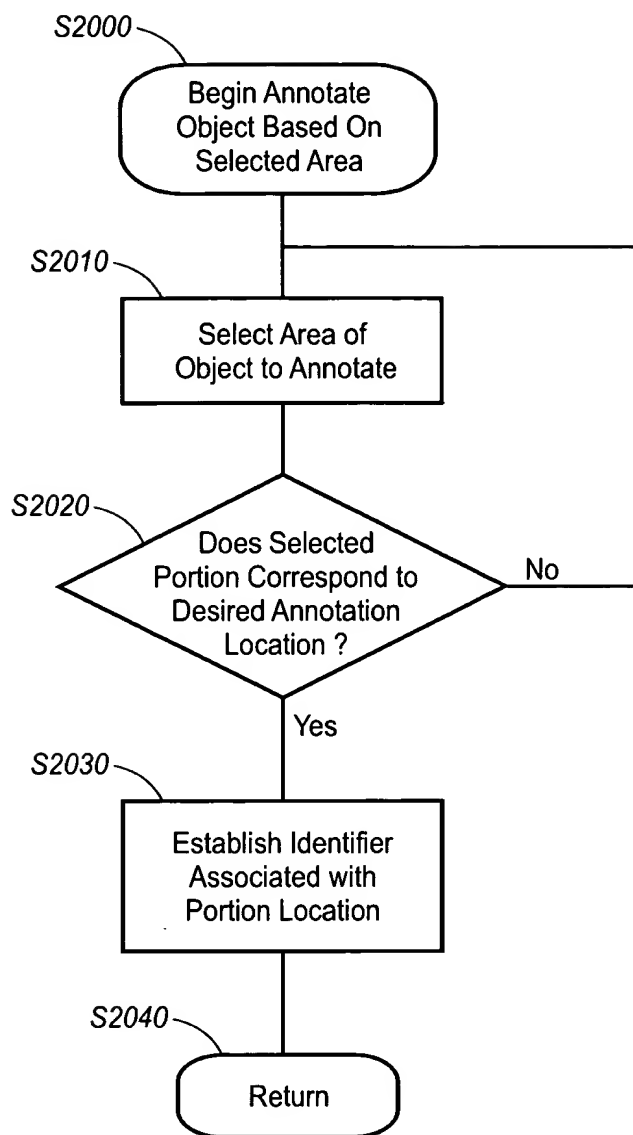 S2000
Begin Annotate
Object Based On
Selected Area
S2010
Select Area of
Object to Annotate
S2020
Does Selected
Portion Correspond to
Desired Annotation
Location ?
No
Yes
S2030
Establish Identifier
Associated with
Portion Location
S2040
Return